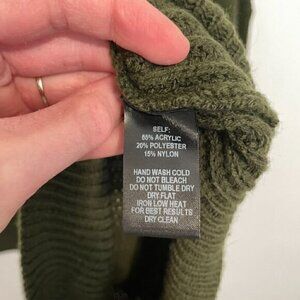 SELF:
65% ACRYLIC
20% POLYESTER
15% NYLON
HAND WASH COLD
DO NOT BLEACH
DO NOT TUMBLE DRY
DRY FLAT
IRON LOW HEAT
FOR BEST RESULTS
DRY CLEAN